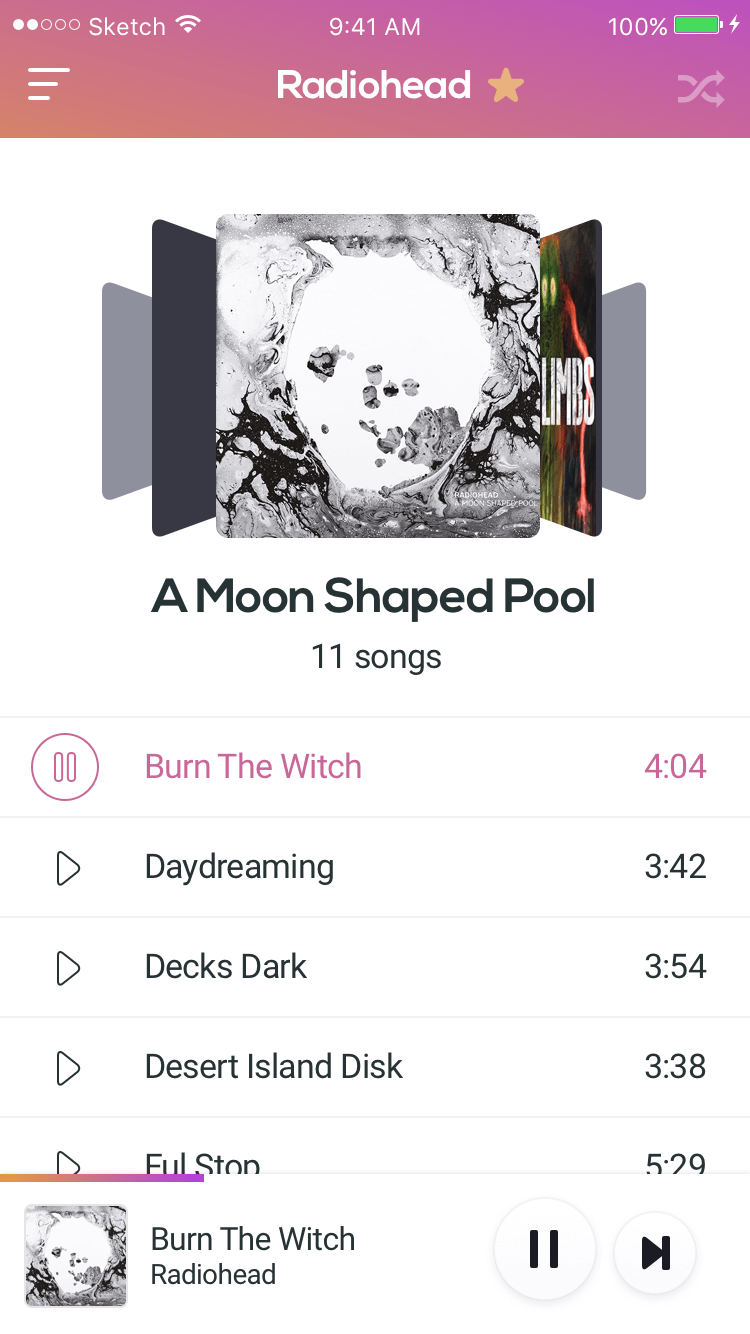 Sketch 9:41 AM 100%
Radiohead
LIMBS
RADIOHEAD
A MOON SHAPED POOL
A Moon Shaped Pool
11 songs
Burn The Witch 4:04
Daydreaming 3:42
Decks Dark 3:54
Desert Island Disk 3:38
Ful Stop 5:29
Burn The Witch
Radiohead